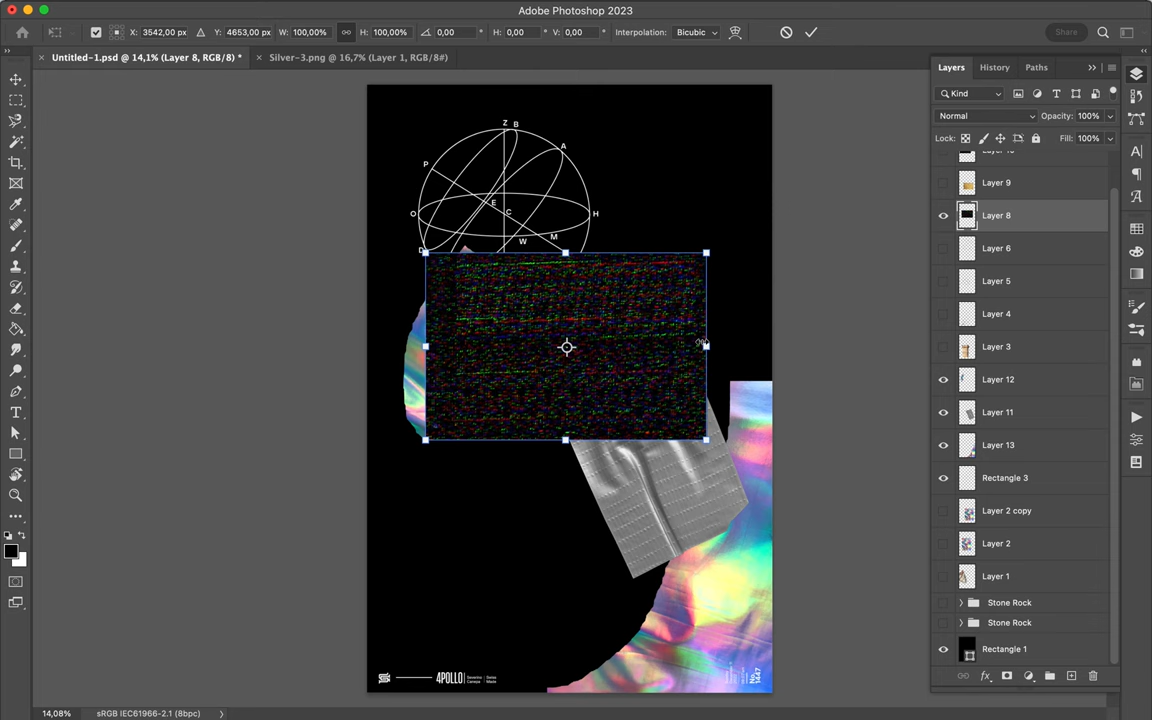 Adobe Photoshop 2023
X: 3542,00 px Y: 4653,00 px W: 100,00% H: 100,00% 0,00 ° H: 0,00 ° V: 0,00 ° Interpolation: Bicubic Share
Untitled-1.psd @ 14,1% (Layer 8, RGB/8) * Silver-3.png @ 16,7% (Layer 1, RGB/8#)
Layers History Paths
Kind
Normal Opacity: 100%
Lock: Fill: 100%
Layer 9
Layer 8
Layer 6
Layer 5
Layer 4
Layer 3
Layer 12
Layer 11
Layer 13
Rectangle 3
Layer 2 copy
Layer 2
Layer 1
Stone Rock
Stone Rock
Rectangle 1
Z B
A
P
E
C
O H
M
W
4POLLO
No.
1447
14,08% sRGB IEC61966-2.1 (8bpc)